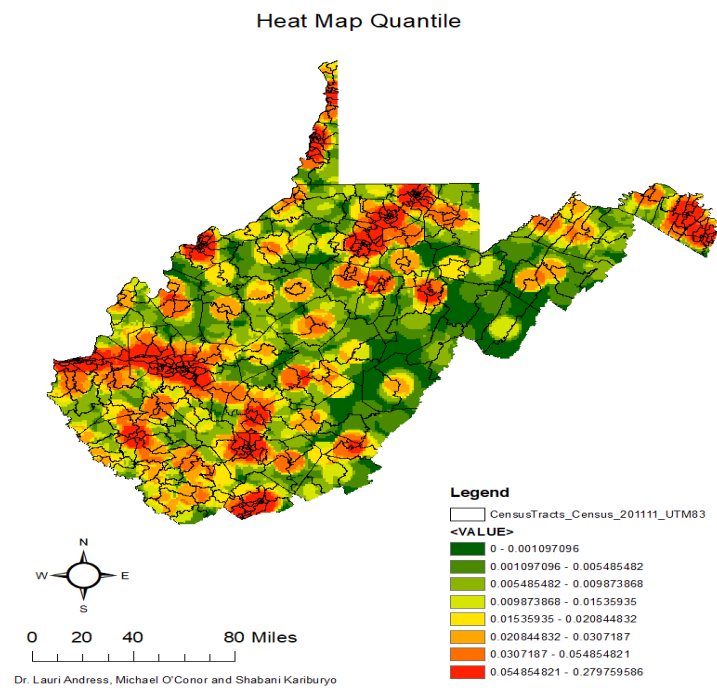 Heat Map Quantile
Legend
CensusTracts_Census_201111_UTM83
<VALUE>
0 - 0.001097096
0.001097096 - 0.005485482
0.005485482 - 0.009873868
0.009873868 - 0.01535935
0.01535935 - 0.020844832
0.020844832 - 0.0307187
0.0307187 - 0.054854821
0.054854821 - 0.279759586
N
W E
S
0 20 40 80 Miles
Dr. Lauri Andress, Michael O'Conor and Shabani Kariburyo